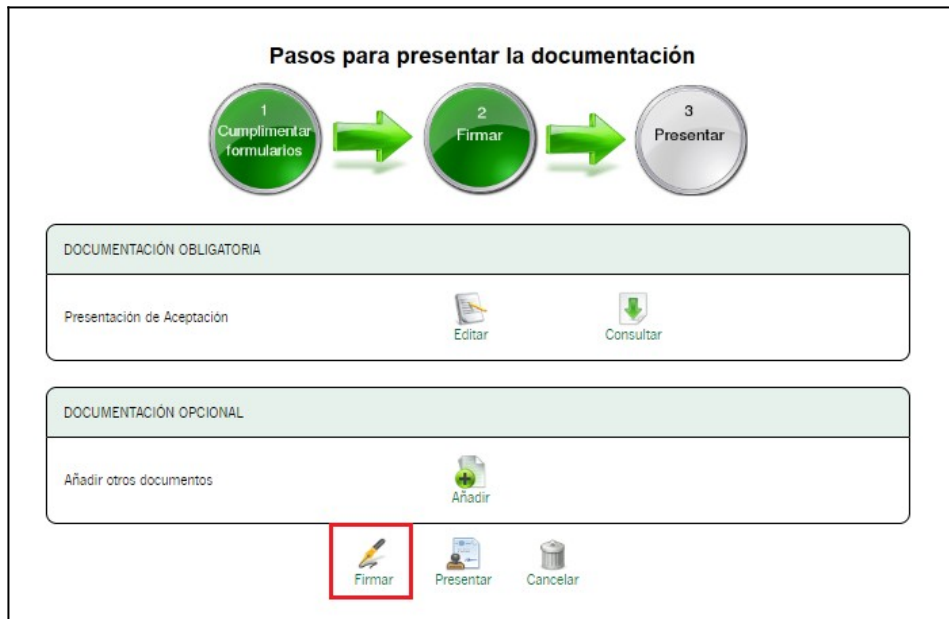 Pasos para presentar la documentación
1
Cumplimentar
formularios
2
Firmar
3
Presentar
DOCUMENTACIÓN OBLIGATORIA
Presentación de Aceptación
Editar
Consultar
DOCUMENTACIÓN OPCIONAL
Añadir otros documentos
Añadir
Firmar
Presentar
Cancelar